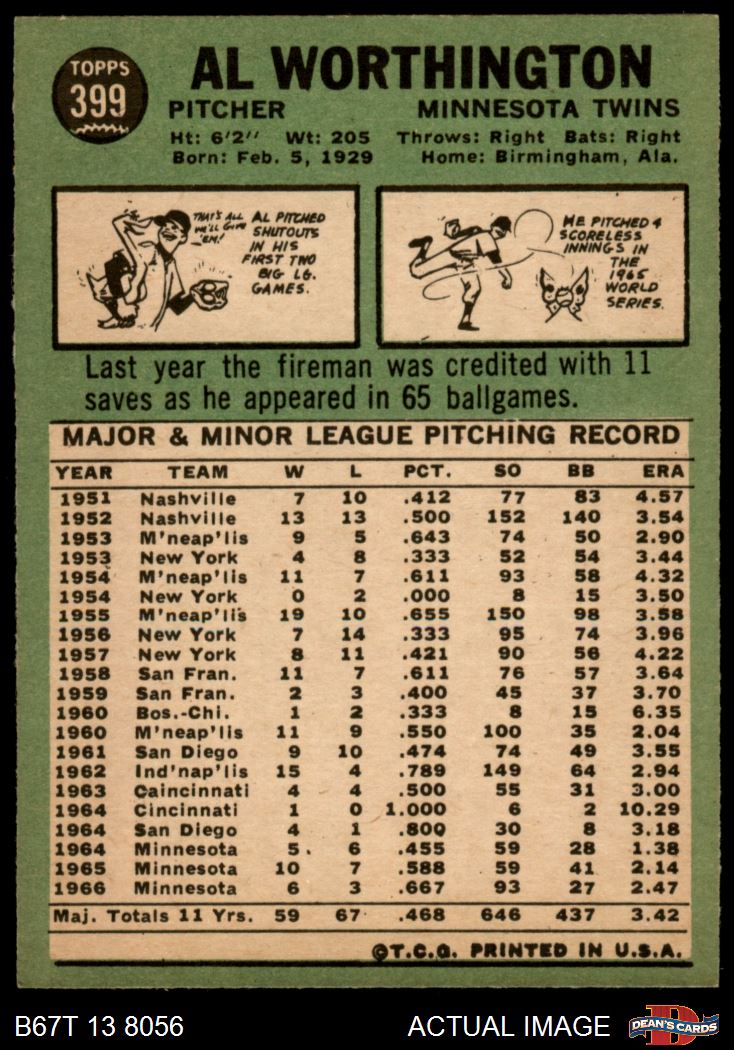 TOPPS
399
AL WORTHINGTON
PITCHER MINNESOTA TWINS
Ht: 6'2'' Wt: 205 Throws: Right Bats: Right
Born: Feb. 5, 1929 Home: Birmingham, Ala.
THAT'S ALL
WE'LL GIVE
'EM!
AL PITCHED
SHUTOUTS
IN HIS
FIRST TWO
BIG LG.
GAMES.
HE PITCHED 4
SCORELESS
INNINGS IN
THE
1965
WORLD
SERIES.
Last year the fireman was credited with 11
saves as he appeared in 65 ballgames.
MAJOR & MINOR LEAGUE PITCHING RECORD
YEAR TEAM W L PCT. SO BB ERA
1951 Nashville 7 10 .412 77 83 4.57
1952 Nashville 13 13 .500 152 140 3.54
1953 M'neap'lis 9 5 .643 74 50 2.90
1953 New York 4 8 .333 52 54 3.44
1954 M'neap'lis 11 7 .611 93 58 4.32
1954 New York 0 2 .000 8 15 3.50
1955 M'neap'lis 19 10 .655 150 98 3.58
1956 New York 7 14 .333 95 74 3.96
1957 New York 8 11 .421 90 56 4.22
1958 San Fran. 11 7 .611 76 57 3.64
1959 San Fran. 2 3 .400 45 37 3.70
1960 Bos.-Chi. 1 2 .333 8 15 6.35
1960 M'neap'lis 11 9 .550 100 35 2.04
1961 San Diego 9 10 .474 74 49 3.55
1962 Ind'nap'lis 15 4 .789 149 64 2.94
1963 Caincinnati 4 4 .500 55 31 3.00
1964 Cincinnati 1 0 1.000 6 2 10.29
1964 San Diego 4 1 .800 30 8 3.18
1964 Minnesota 5 6 .455 59 28 1.38
1965 Minnesota 10 7 .588 59 41 2.14
1966 Minnesota 6 3 .667 93 27 2.47
Maj. Totals 11 Yrs. 59 67 .468 646 437 3.42
©T.C.G. PRINTED IN U.S.A.
B67T 13 8056 ACTUAL IMAGE
D
DEAN'S CARDS